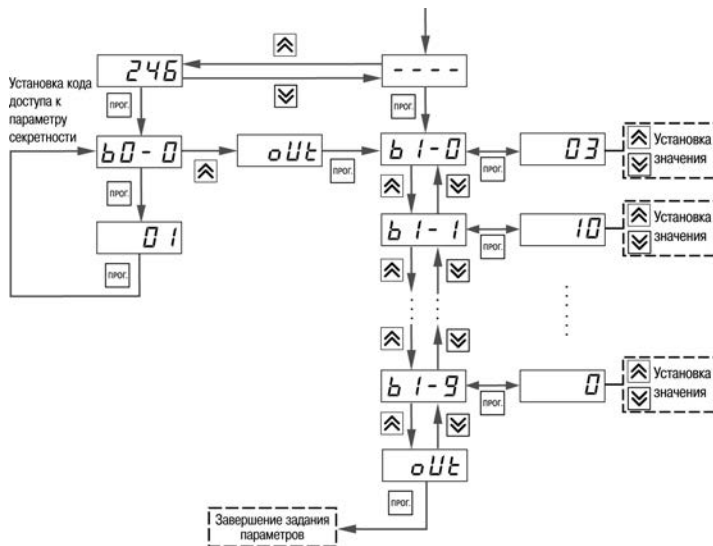 246
- - - -
Установка кода
доступа к
параметру
секретности
ПРОГ.
ПРОГ.
b0-0
oUt
b1-0
03
Установка
значения
ПРОГ.
ПРОГ.
ПРОГ.
01
b1-1
10
Установка
значения
ПРОГ.
ПРОГ.
b1-9
0
Установка
значения
ПРОГ.
oUt
ПРОГ.
Завершение задания
параметров